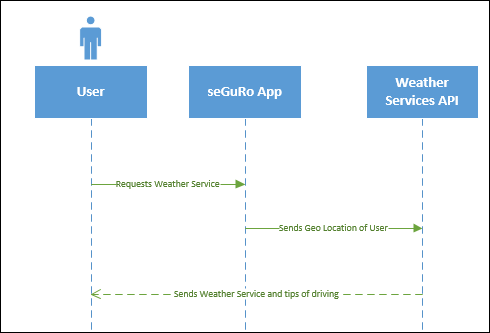 User
seGuRo App
Weather
Services API
Requests Weather Service
Sends Geo Location of User
Sends Weather Service and tips of driving